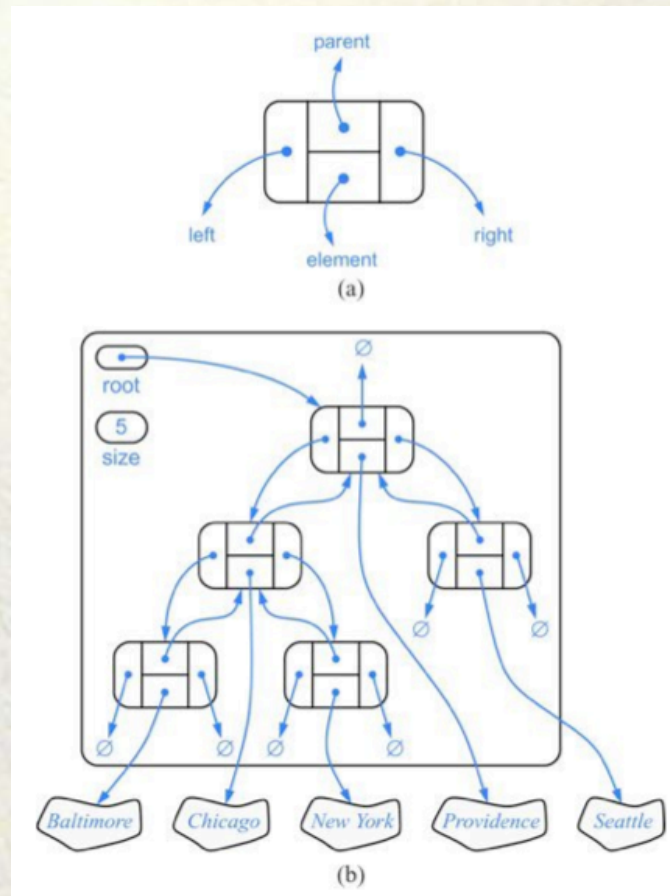 parent
left
right
element
(a)
∅
root
5
size
∅
∅
∅
∅
∅
∅
Baltimore
Chicago
New York
Providence
Seattle
(b)